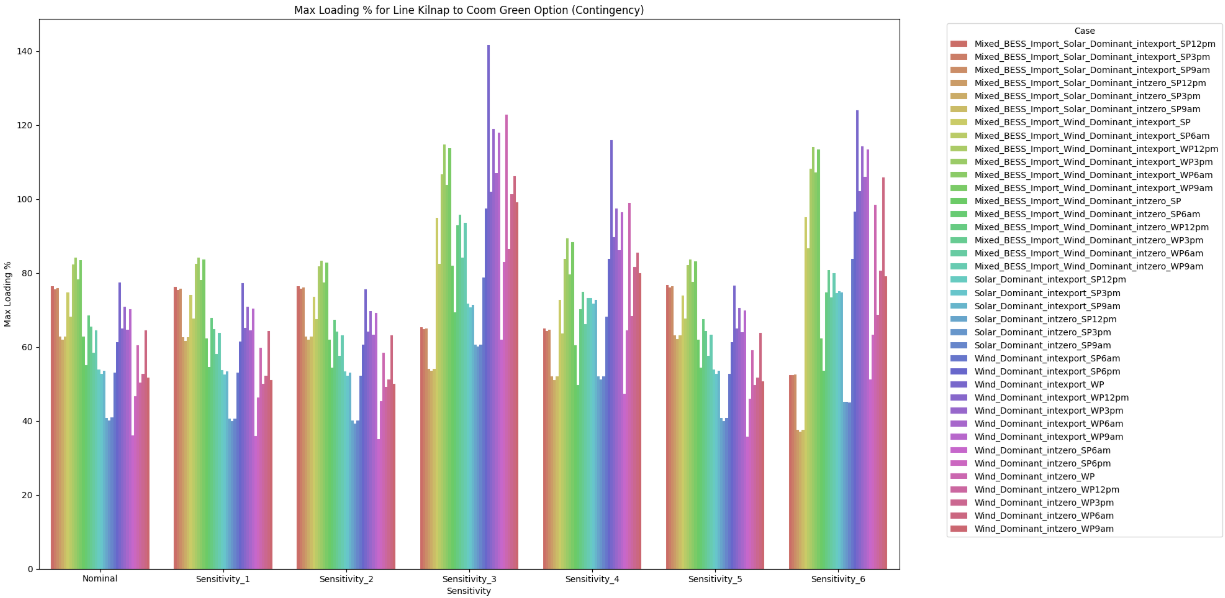 Max Loading % for Line Kilnap to Coom Green Option (Contingency)
Max Loading %
140
120
100
80
60
40
20
0
Nominal
Sensitivity_1
Sensitivity_2
Sensitivity_3
Sensitivity_4
Sensitivity_5
Sensitivity_6
Sensitivity
Case
Mixed_BESS_Import_Solar_Dominant_intexport_SP12pm
Mixed_BESS_Import_Solar_Dominant_intexport_SP3pm
Mixed_BESS_Import_Solar_Dominant_intexport_SP9am
Mixed_BESS_Import_Solar_Dominant_intzero_SP12pm
Mixed_BESS_Import_Solar_Dominant_intzero_SP3pm
Mixed_BESS_Import_Solar_Dominant_intzero_SP9am
Mixed_BESS_Import_Wind_Dominant_intexport_SP
Mixed_BESS_Import_Wind_Dominant_intexport_SP6am
Mixed_BESS_Import_Wind_Dominant_intexport_WP12pm
Mixed_BESS_Import_Wind_Dominant_intexport_WP3pm
Mixed_BESS_Import_Wind_Dominant_intexport_WP6am
Mixed_BESS_Import_Wind_Dominant_intexport_WP9am
Mixed_BESS_Import_Wind_Dominant_intzero_SP
Mixed_BESS_Import_Wind_Dominant_intzero_SP6am
Mixed_BESS_Import_Wind_Dominant_intzero_WP12pm
Mixed_BESS_Import_Wind_Dominant_intzero_WP3pm
Mixed_BESS_Import_Wind_Dominant_intzero_WP6am
Mixed_BESS_Import_Wind_Dominant_intzero_WP9am
Solar_Dominant_intexport_SP12pm
Solar_Dominant_intexport_SP3pm
Solar_Dominant_intexport_SP9am
Solar_Dominant_intzero_SP12pm
Solar_Dominant_intzero_SP3pm
Solar_Dominant_intzero_SP9am
Wind_Dominant_intexport_SP6am
Wind_Dominant_intexport_SP6pm
Wind_Dominant_intexport_WP
Wind_Dominant_intexport_WP12pm
Wind_Dominant_intexport_WP3pm
Wind_Dominant_intexport_WP6am
Wind_Dominant_intexport_WP9am
Wind_Dominant_intzero_SP6am
Wind_Dominant_intzero_SP6pm
Wind_Dominant_intzero_WP
Wind_Dominant_intzero_WP12pm
Wind_Dominant_intzero_WP3pm
Wind_Dominant_intzero_WP6am
Wind_Dominant_intzero_WP9am